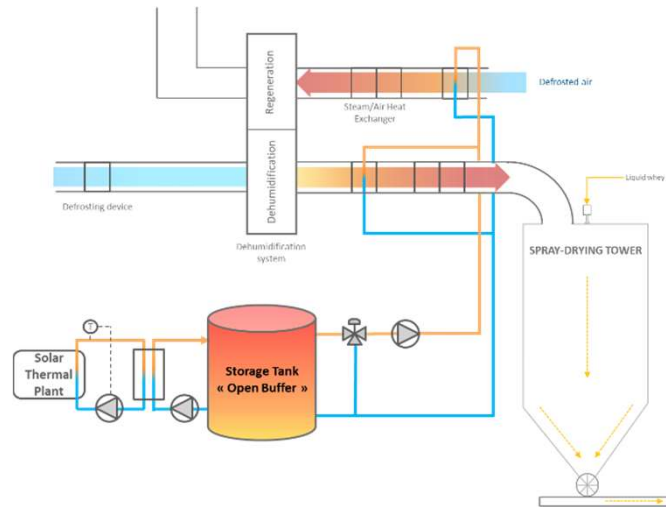 Regeneration
Defrosted air
Steam/Air Heat
Exchanger
Dehumidification
Defrosting device
Dehumidification
system
Liquid whey
SPRAY-DRYING TOWER
T
Solar
Thermal
Plant
Storage Tank
« Open Buffer »